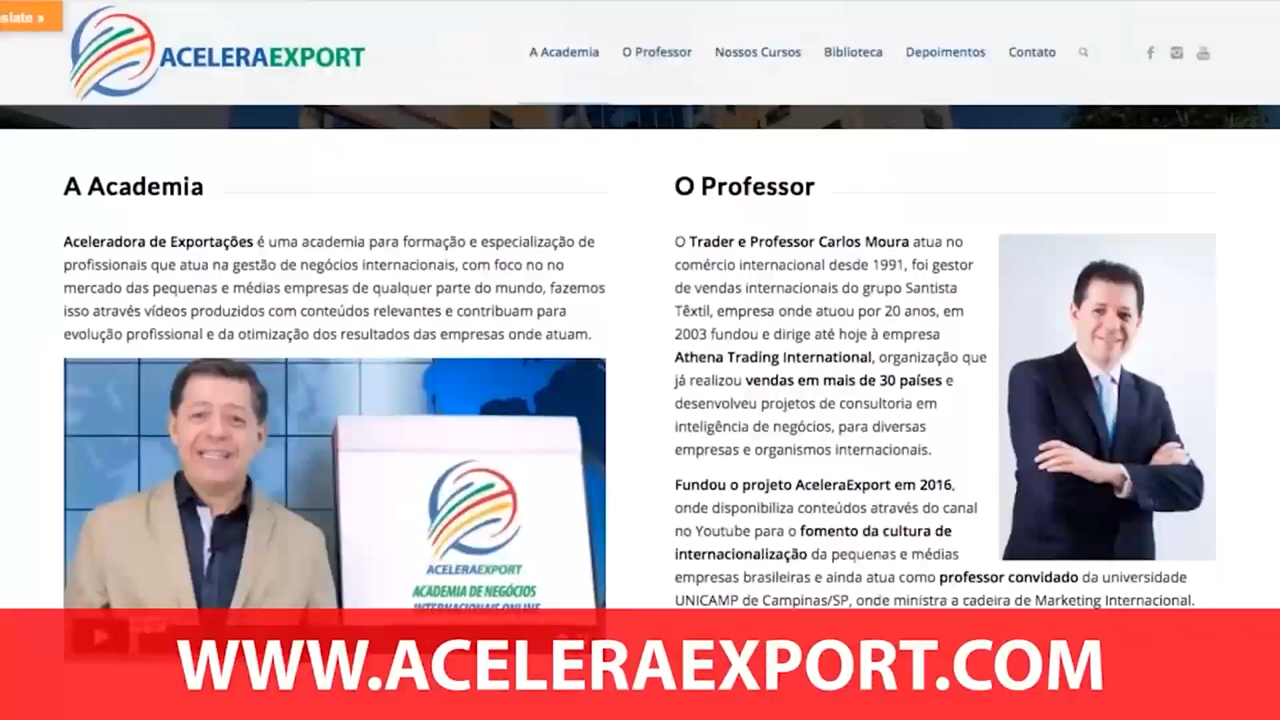 slate »
ACELERAEXPORT
A Academia
O Professor
Nossos Cursos
Biblioteca
Depoimentos
Contato
A Academia
Aceleradora de Exportações é uma academia para formação e especialização de
profissionais que atua na gestão de negócios internacionais, com foco no no
mercado das pequenas e médias empresas de qualquer parte do mundo, fazemos
isso através vídeos produzidos com conteúdos relevantes e contribuam para
evolução profissional e da otimização dos resultados das empresas onde atuam.
ACELERAEXPORT
ACADEMIA DE NEGÓCIOS
INTERNACIONAIS ONLINE
O Professor
O Trader e Professor Carlos Moura atua no
comércio internacional desde 1991, foi gestor
de vendas internacionais do grupo Santista
Têxtil, empresa onde atuou por 20 anos, em
2003 fundou e dirige até hoje à empresa
Athena Trading International, organização que
já realizou vendas em mais de 30 países e
desenvolveu projetos de consultoria em
inteligência de negócios, para diversas
empresas e organismos internacionais.
Fundou o projeto AceleraExport em 2016,
onde disponibiliza conteúdos através do canal
no Youtube para o fomento da cultura de
internacionalização da pequenas e médias
empresas brasileiras e ainda atua como professor convidado da universidade
UNICAMP de Campinas/SP, onde ministra a cadeira de Marketing Internacional.
WWW.ACELERAEXPORT.COM